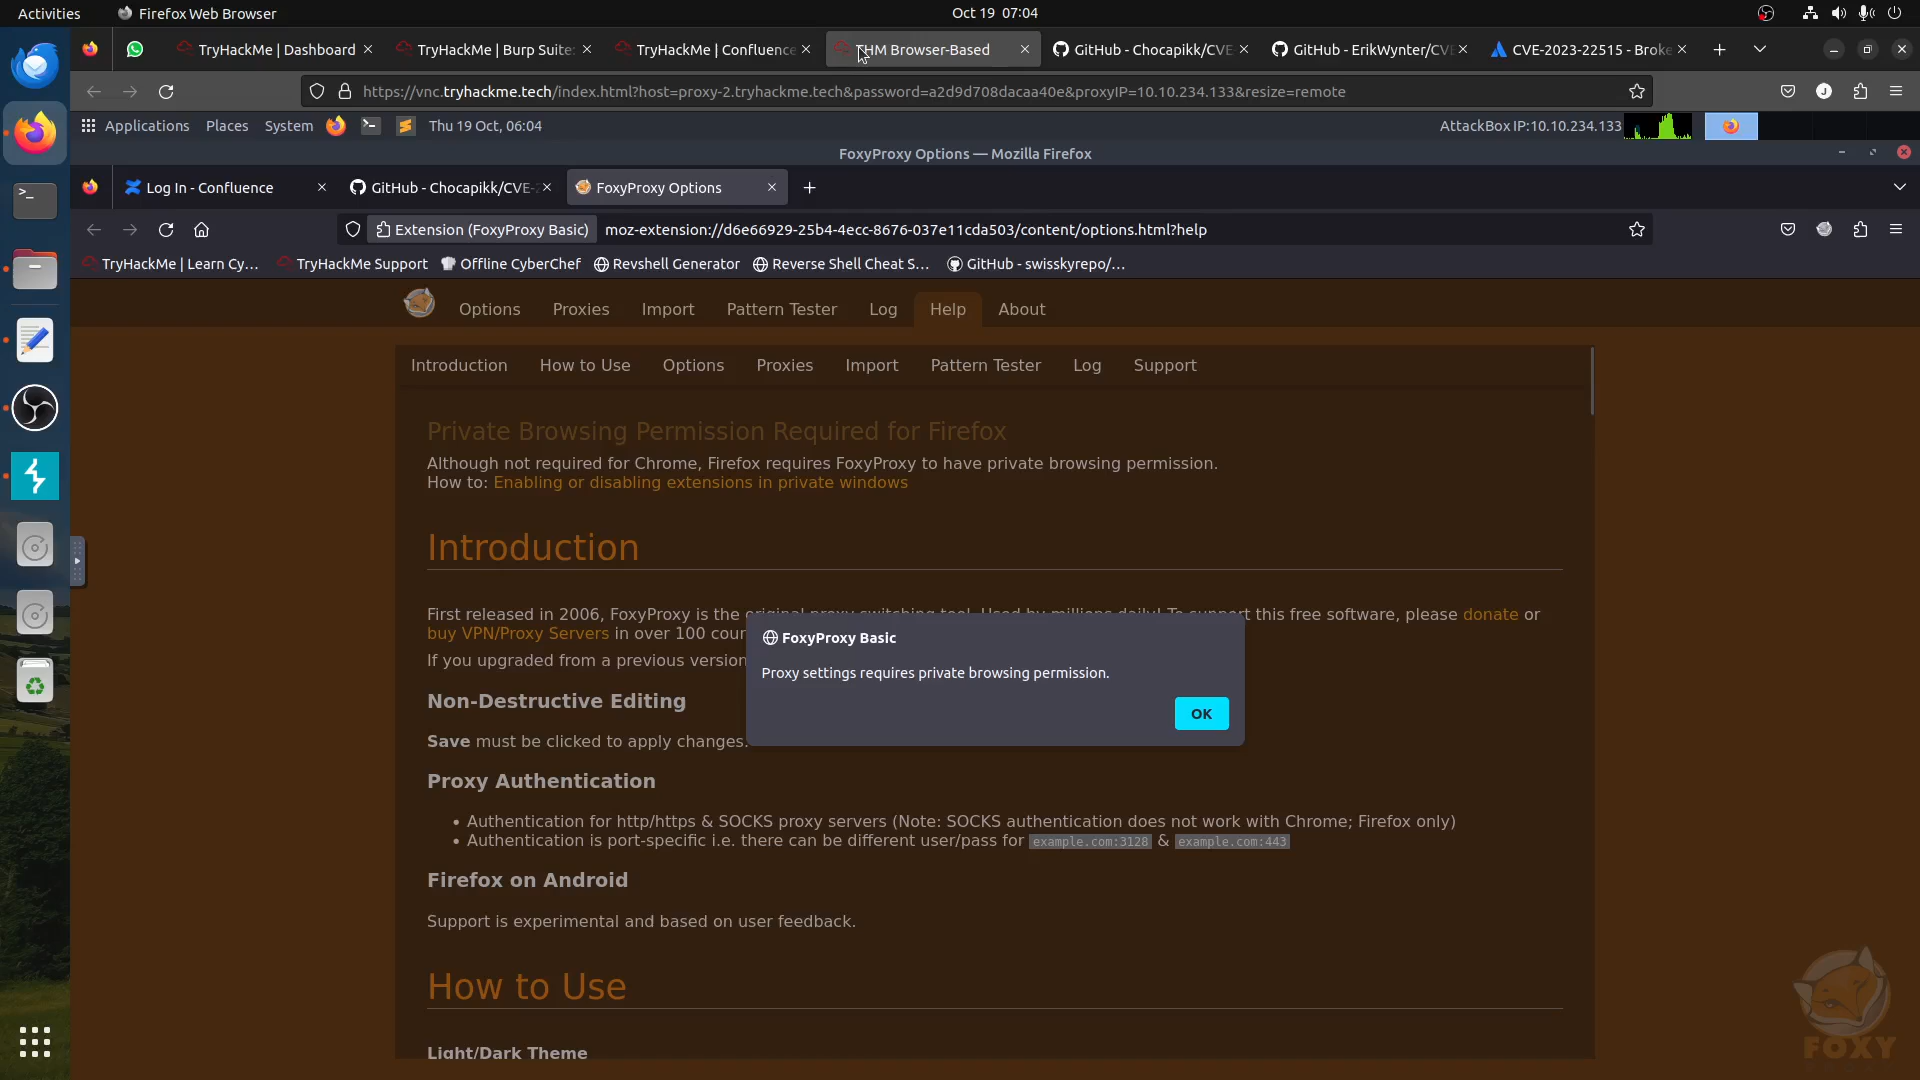 Activities
Firefox Web Browser
Oct 19 07:04
TryHackMe | Dashboard
TryHackMe | Burp Suite:
TryHackMe | Confluence
THM Browser-Based
GitHub - Chocapikk/CVE
GitHub - ErikWynter/CVE
CVE-2023-22515 - Broke
https://vnc.tryhackme.tech/index.html?host=proxy-2.tryhackme.tech&password=a2d9d708dacaa40e&proxyIP=10.10.234.133&resize=remote
Applications
Places
System
Thu 19 Oct, 06:04
AttackBox IP:10.10.234.133
FoxyProxy Options — Mozilla Firefox
Log In - Confluence
GitHub - Chocapikk/CVE-2
FoxyProxy Options
Extension (FoxyProxy Basic)
moz-extension://d6e66929-25b4-4ecc-8676-037e11cda503/content/options.html?help
TryHackMe | Learn Cy...
TryHackMe Support
Offline CyberChef
Revshell Generator
Reverse Shell Cheat S...
GitHub - swisskyrepo/...
Options
Proxies
Import
Pattern Tester
Log
Help
About
Introduction
How to Use
Options
Proxies
Import
Pattern Tester
Log
Support
Private Browsing Permission Required for Firefox
Although not required for Chrome, Firefox requires FoxyProxy to have private browsing permission.
How to: Enabling or disabling extensions in private windows
Introduction
First released in 2006, FoxyProxy is the original proxy switching tool. Used by millions daily! To support this free software, please donate or
buy VPN/Proxy Servers in over 100 coun
If you upgraded from a previous version
FoxyProxy Basic
Proxy settings requires private browsing permission.
OK
Non-Destructive Editing
Save must be clicked to apply changes.
Proxy Authentication
• Authentication for http/https & SOCKS proxy servers (Note: SOCKS authentication does not work with Chrome; Firefox only)
• Authentication is port-specific i.e. there can be different user/pass for example.com:3128 & example.com:443
Firefox on Android
Support is experimental and based on user feedback.
How to Use
Light/Dark Theme
FOXY